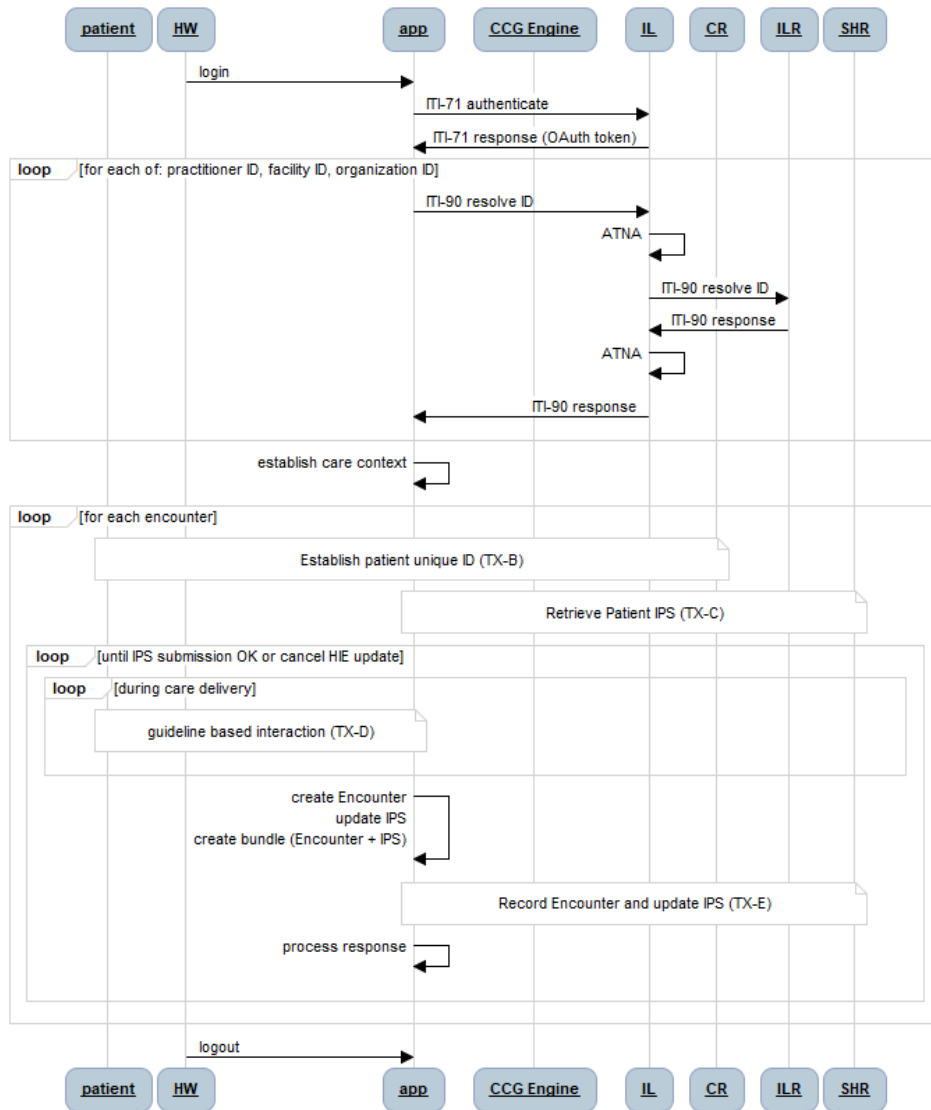 patient HW app CCG Engine IL CR ILR SHR
login
ITI-71 authenticate
ITI-71 response (OAuth token)
loop [for each of: practitioner ID, facility ID, organization ID]
ITI-90 resolve ID
ATNA
ITI-90 resolve ID
ITI-90 response
ATNA
ITI-90 response
establish care context
loop [for each encounter]
Establish patient unique ID (TX-B)
Retrieve Patient IPS (TX-C)
loop [until IPS submission OK or cancel HIE update]
loop [during care delivery]
guideline based interaction (TX-D)
create Encounter
update IPS
create bundle (Encounter + IPS)
Record Encounter and update IPS (TX-E)
process response
logout
patient HW app CCG Engine IL CR ILR SHR